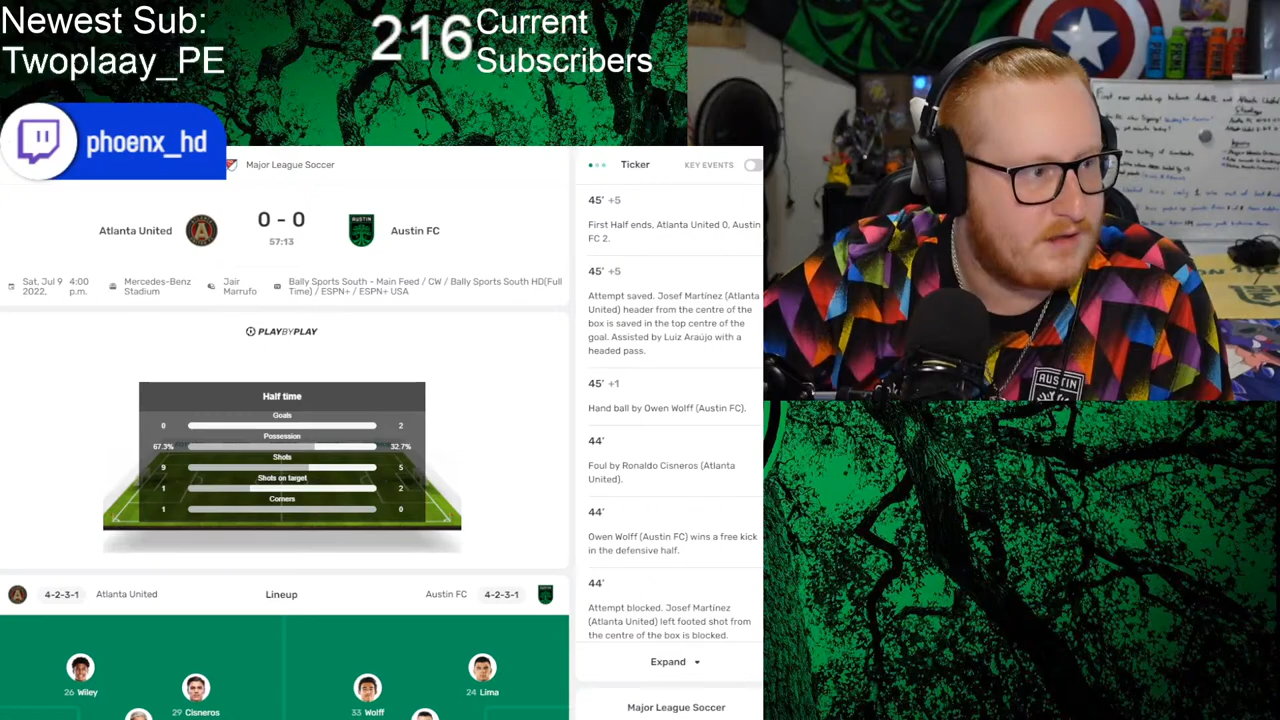 Newest Sub:
Twoplaay_PE
216
Current
Subscribers
phoenx_hd
Major League Soccer
Atlanta United
0 - 0
57:13
AUSTIN
Austin FC
Sat, Jul 9
2022,
4:00
p.m.
Mercedes-Benz
Stadium
Jair
Marrufo
Bally Sports South - Main Feed / CW / Bally Sports South HD(Full
Time) / ESPN+ / ESPN+ USA
PLAYBYPLAY
Half time
Goals
0 2
Possession
67.3% 32.7%
Shots
9 5
Shots on target
1 2
Corners
1 0
4-2-3-1 Atlanta United
Lineup
Austin FC 4-2-3-1
26 Wiley
29 Cisneros
33 Wolff
24 Lima
Ticker
KEY EVENTS
45' +5
First Half ends, Atlanta United 0, Austin
FC 2.
45' +5
Attempt saved. Josef Martínez (Atlanta
United) header from the centre of the
box is saved in the top centre of the
goal. Assisted by Luiz Araújo with a
headed pass.
45' +1
Hand ball by Owen Wolff (Austin FC).
44'
Foul by Ronaldo Cisneros (Atlanta
United).
44'
Owen Wolff (Austin FC) wins a free kick
in the defensive half.
44'
Attempt blocked. Josef Martínez
(Atlanta United) left footed shot from
the centre of the box is blocked.
Expand
Major League Soccer
AUSTIN